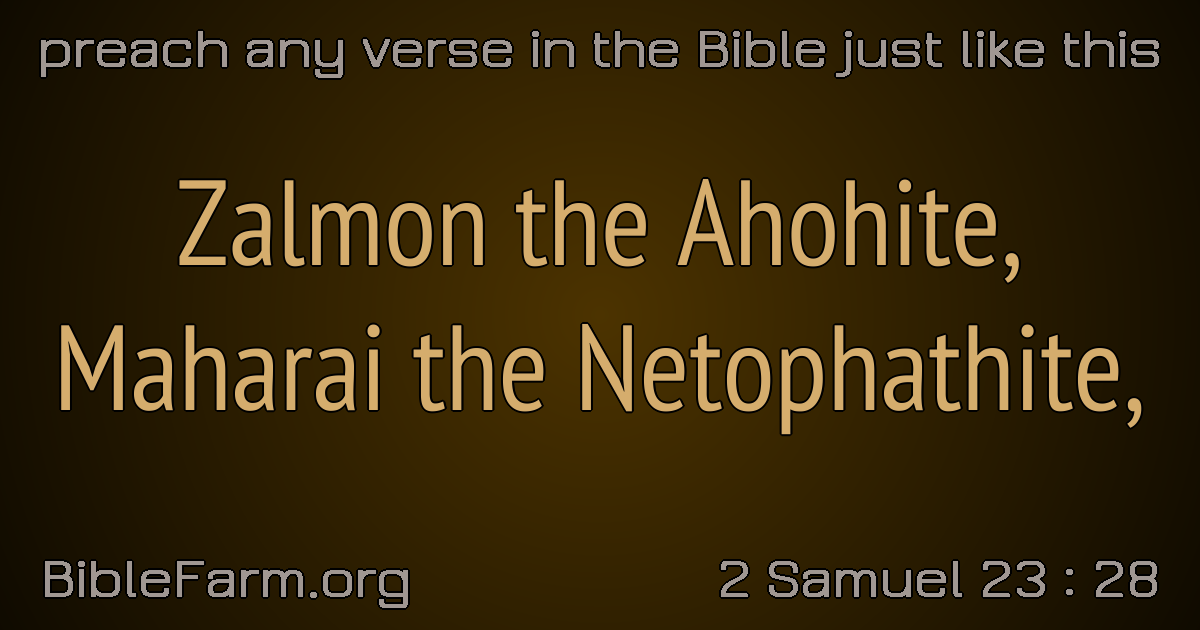 preach any verse in the Bible just like this
Zalmon the Ahohite,
Maharai the Netophathite,
BibleFarm.org
2 Samuel 23 : 28